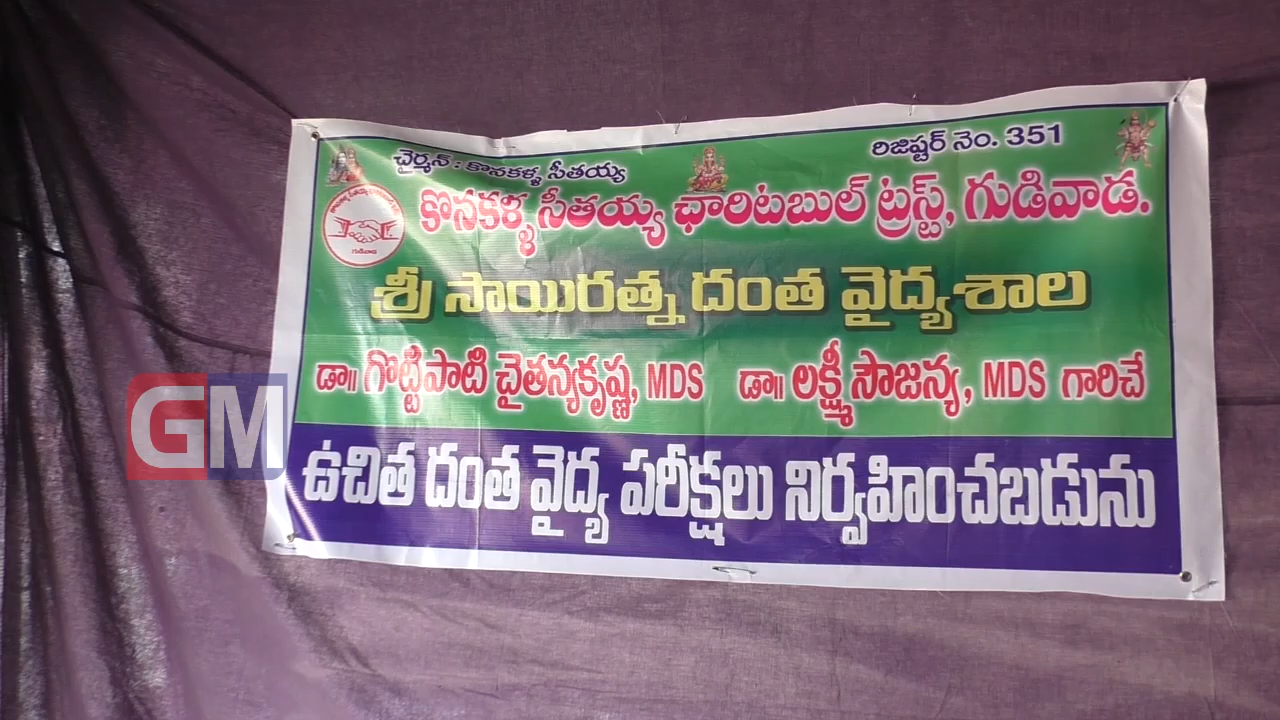 చైర్మన్ : కొనకళ్ళ సీతయ్య
రిజిష్టర్ నెం. 351
కొనకళ్ళ సీతయ్య ఛారిటబుల్ ట్రస్ట్, గుడివాడ.
గుడివాడ
శ్రీ సాయిరత్న దంత వైద్యశాల
డా॥ గొట్టిపాటి చైతన్యకృష్ణ, MDS డా॥ లక్ష్మీ సౌజన్య, MDS గారిచే
GM
ఉచిత దంత వైద్య పరీక్షలు నిర్వహించబడును